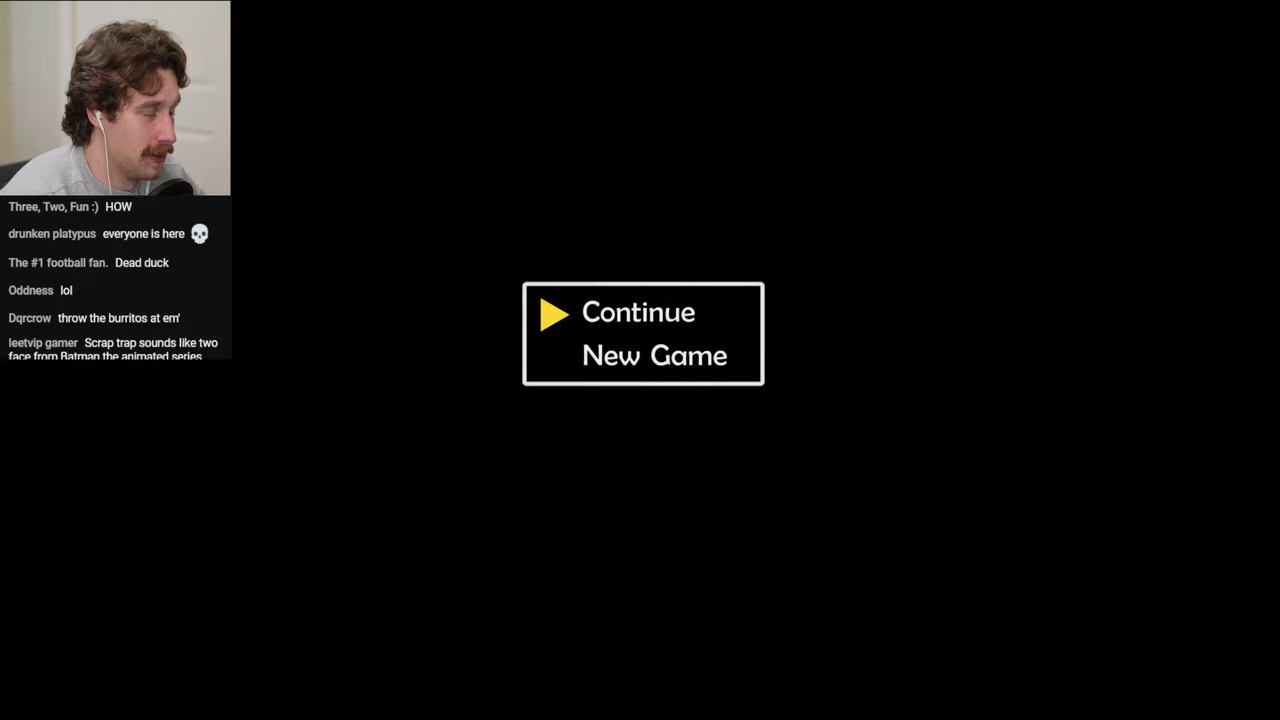 Three, Two, Fun :) HOW
drunken platypus everyone is here 💀
The #1 football fan. Dead duck
Oddness lol
Dqrcrow throw the burritos at em'
leetvip gamer Scrap trap sounds like two
face from Batman the animated series
Continue
New Game